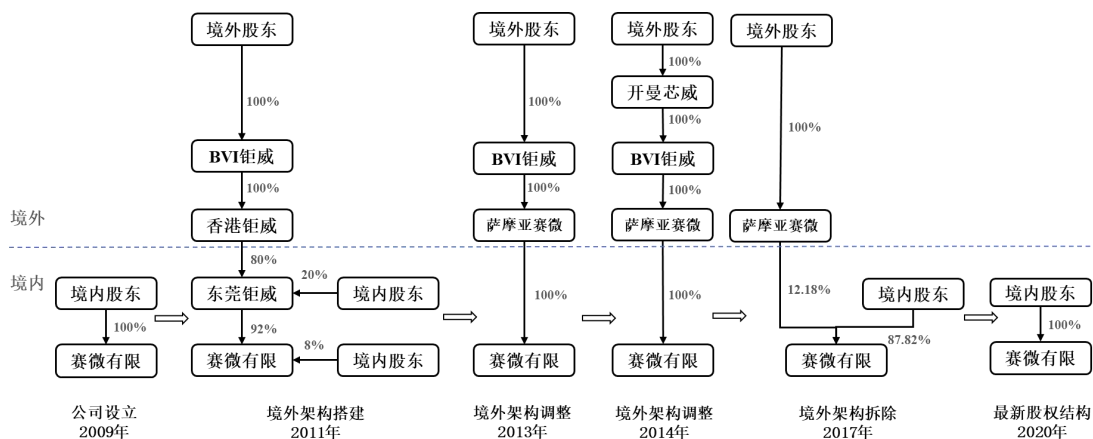 境外股东
境外股东
境外股东
境外股东
100%
开曼芯威
100%
100%
100%
100%
BVI钜威
BVI钜威
BVI钜威
100%
100%
100%
境外
香港钜威
萨摩亚赛微
萨摩亚赛微
萨摩亚赛微
境内
80%
境内股东
东莞钜威
20%
境内股东
100%
100%
12.18%
境内股东
境内股东
100%
92%
8%
87.82%
100%
赛微有限
赛微有限
境内股东
赛微有限
赛微有限
赛微有限
赛微有限
公司设立
2009年
境外架构搭建
2011年
境外架构调整
2013年
境外架构调整
2014年
境外架构拆除
2017年
最新股权结构
2020年